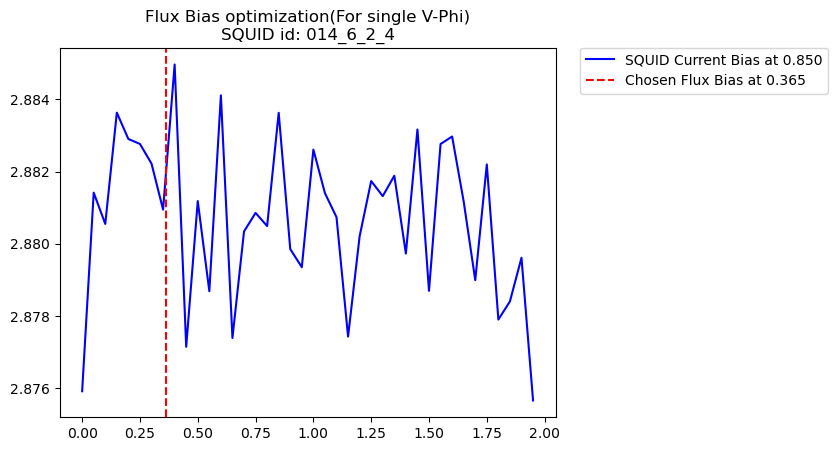 Flux Bias optimization(For single V-Phi)
SQUID id: 014_6_2_4
SQUID Current Bias at 0.850
Chosen Flux Bias at 0.365
2.884
2.882
2.880
2.878
2.876
0.00 0.25 0.50 0.75 1.00 1.25 1.50 1.75 2.00